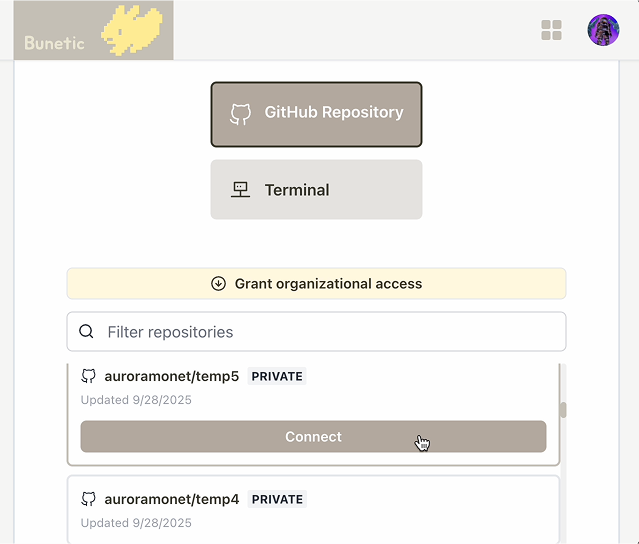 Bunetic
GitHub Repository
Terminal
Grant organizational access
Filter repositories
auroramonet/temp5 PRIVATE
Updated 9/28/2025
Connect
auroramonet/temp4 PRIVATE
Updated 9/28/2025